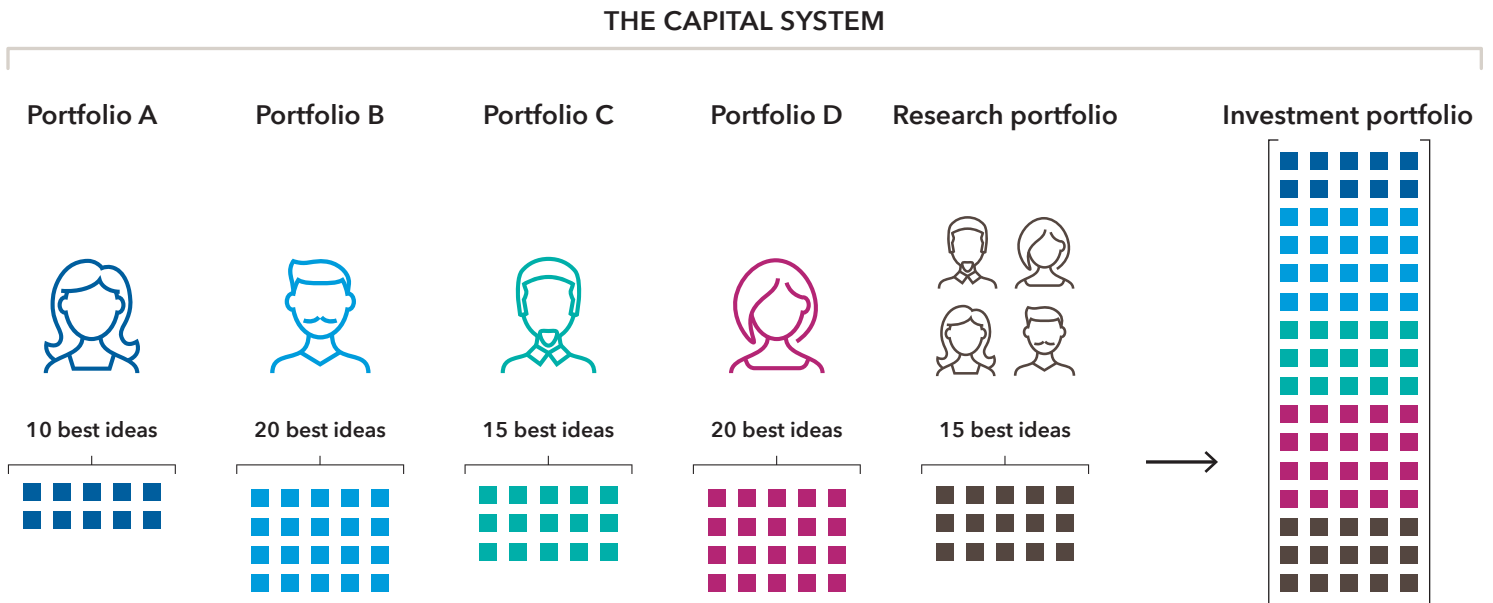 THE CAPITAL SYSTEM
Portfolio A
Portfolio B
Portfolio C
Portfolio D
Research portfolio
Investment portfolio
10 best ideas
20 best ideas
15 best ideas
20 best ideas
15 best ideas